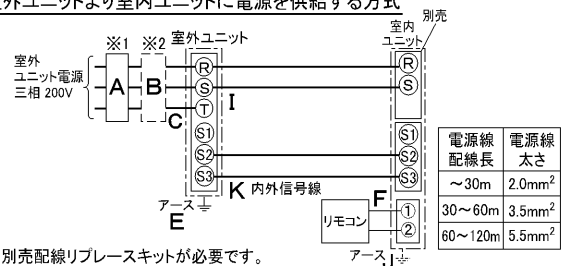 外ユニットより室内ユニットに電源を供給する方式
※1 ※2 室外ユニット
室内
ユニット
別売
室外
ユニット電源
三相 200V
A B C
R
S
T
S1
S2
S3
I
K 内外信号線
アース
E
R
S
S1
S2
S3
F
リモコン
①
②
アース
J
電源線
配線長
電源線
太さ
～30m 2.0mm²
30～60m 3.5mm²
60～120m 5.5mm²
別売配線リプレースキットが必要です。